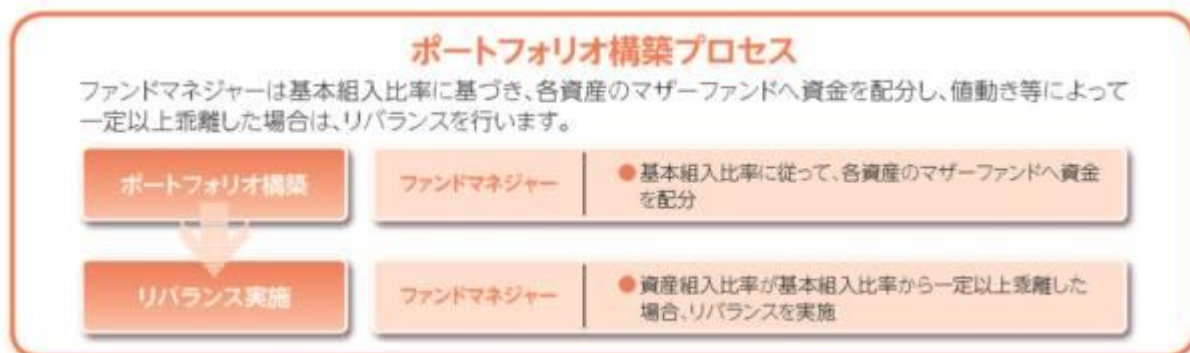 ポートフォリオ構築プロセス
ファンドマネジャーは基本組入比率に基づき、各資産のマザーファンドへ資金を配分し、値動き等によって
一定以上乖離した場合は、リバランスを行います。
ポートフォリオ構築
ファンドマネジャー
●基本組入比率に従って、各資産のマザーファンドへ資金
を配分
リバランス実施
ファンドマネジャー
●資産組入比率が基本組入比率から一定以上乖離した
場合、リバランスを実施